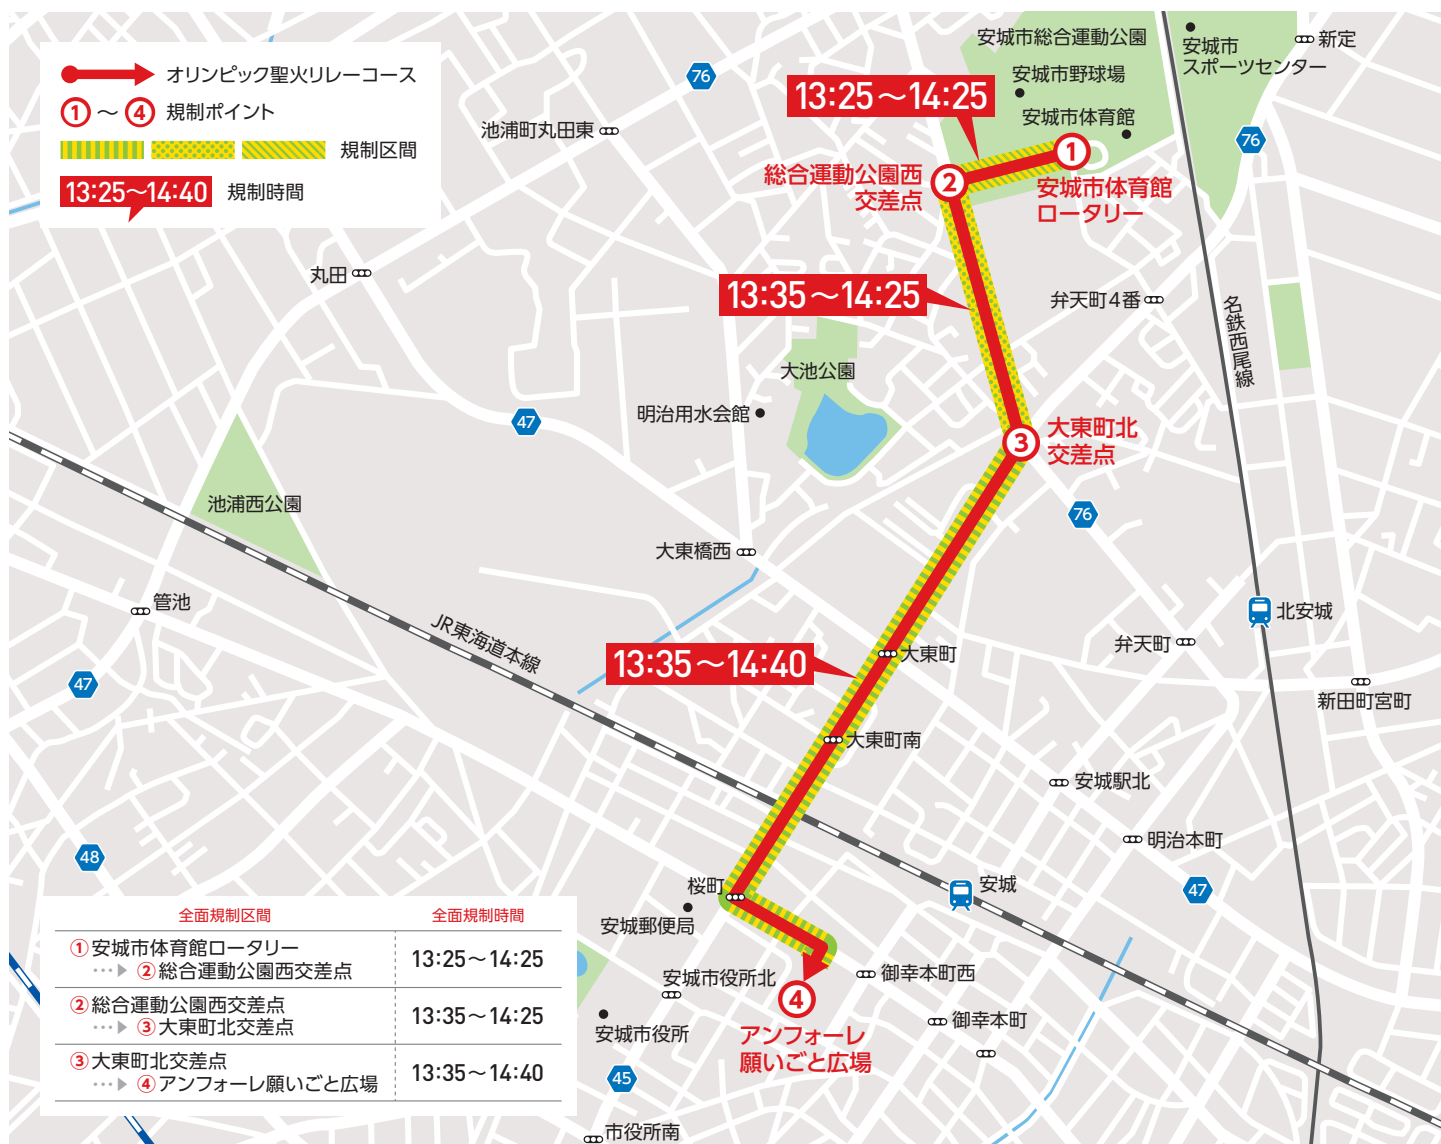 オリンピック聖火リレーコース
①～④ 規制ポイント
規制区間
13:25～14:40 規制時間
安城市総合運動公園
安城市
スポーツセンター
新定
安城市野球場
安城市体育館
76
池浦町丸田東
13:25～14:25
76
①
②
総合運動公園西
交差点
安城市体育館
ロータリー
丸田
13:35～14:25
弁天町4番
名鉄西尾線
大池公園
明治用水会館
47
③
大東町北
交差点
池浦西公園
76
大東橋西
管池
JR東海道本線
北安城
弁天町
13:35～14:40
大東町
47
新田町宮町
大東町南
安城駅北
明治本町
48
桜町
安城
47
安城郵便局
安城市役所北
御幸本町西
④
安城市役所
アンフォーレ
願いごと広場
御幸本町
45
市役所南
全面規制区間 全面規制時間
①安城市体育館ロータリー
②総合運動公園西交差点
13:25～14:25
②総合運動公園西交差点
③大東町北交差点
13:35～14:25
③大東町北交差点
④アンフォーレ願いごと広場
13:35～14:40